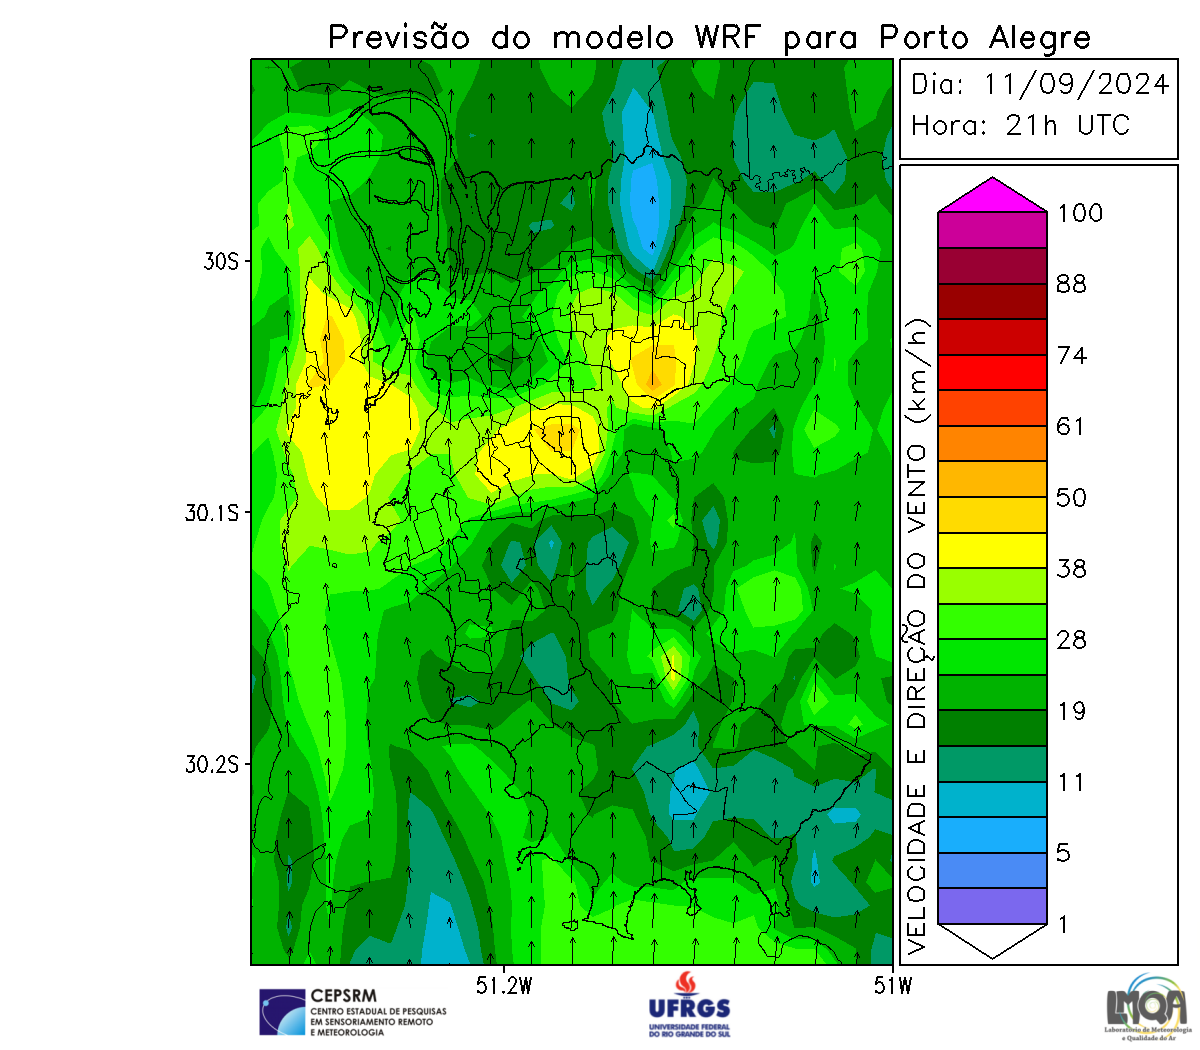 Previsão do modelo WRF para Porto Alegre
Dia: 11/09/2024
Hora: 21h UTC
30S
30.1S
30.2S
51.2W
51W
VELOCIDADE E DIREÇÃO DO VENTO (km/h)
100
88
74
61
50
38
28
19
11
5
1
CEPSRM
CENTRO ESTADUAL DE PESQUISAS
EM SENSORIAMENTO REMOTO
E METEOROLOGIA
UFRGS
UNIVERSIDADE FEDERAL
DO RIO GRANDE DO SUL
LMQA
Laboratório de Meteorologia
e Qualidade do Ar